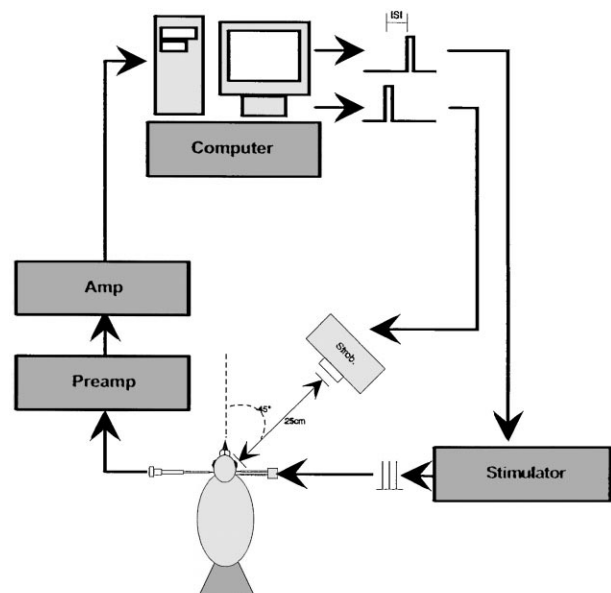 ISI
Computer
Amp
Strob.
Preamp
45°
25cm
Stimulator